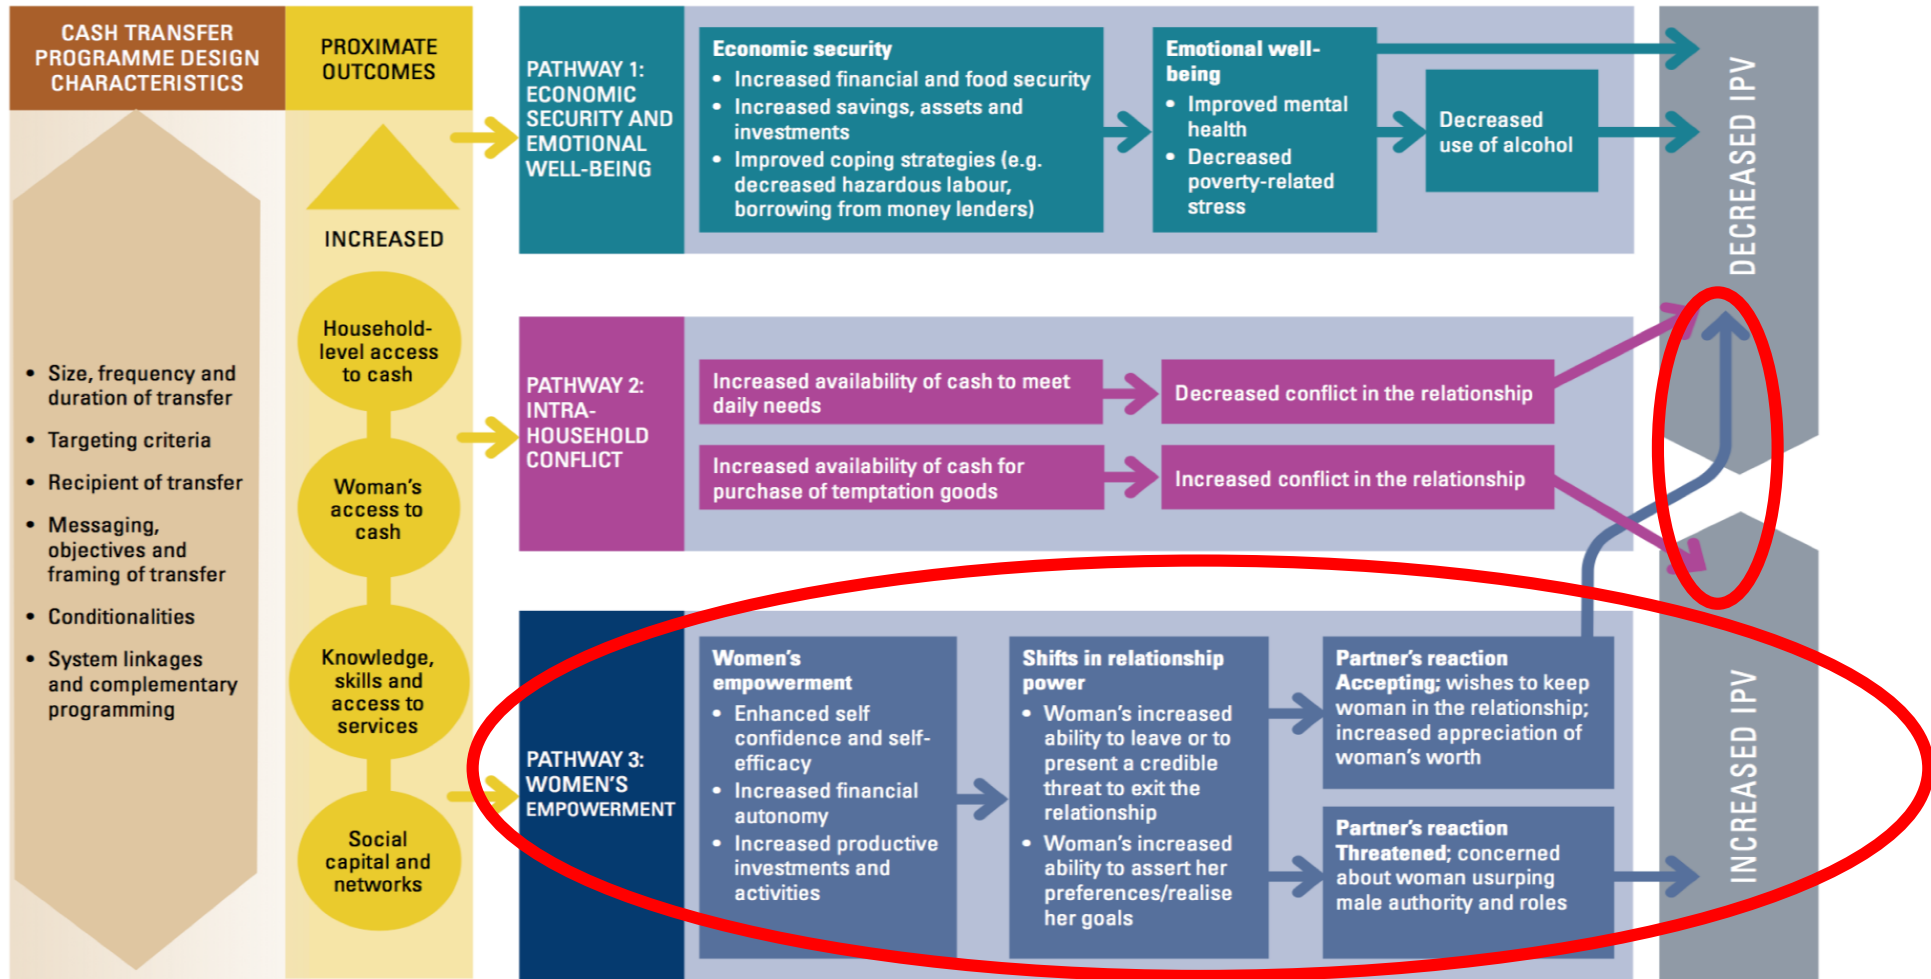 CASH TRANSFER
PROGRAMME DESIGN
CHARACTERISTICS
• Size, frequency and
duration of transfer
• Targeting criteria
• Recipient of transfer
• Messaging,
objectives and
framing of transfer
• Conditionalities
• System linkages
and complementary
programming
PROXIMATE
OUTCOMES
INCREASED
Household-
level access
to cash
Woman's
access to
cash
Knowledge,
skills and
access to
services
Social
capital and
networks
PATHWAY 1:
ECONOMIC
SECURITY AND
EMOTIONAL
WELL-BEING
Economic security
• Increased financial and food security
• Increased savings, assets and
investments
• Improved coping strategies (e.g.
decreased hazardous labour,
borrowing from money lenders)
Emotional well-
being
• Improved mental
health
• Decreased
poverty-related
stress
Decreased
use of alcohol
PATHWAY 2:
INTRA-
HOUSEHOLD
CONFLICT
Increased availability of cash to meet
daily needs
Decreased conflict in the relationship
Increased availability of cash for
purchase of temptation goods
Increased conflict in the relationship
PATHWAY 3:
WOMEN'S
EMPOWERMENT
Women's
empowerment
• Enhanced self
confidence and self-
efficacy
• Increased financial
autonomy
• Increased productive
investments and
activities
Shifts in relationship
power
• Woman's increased
ability to leave or to
present a credible
threat to exit the
relationship
• Woman's increased
ability to assert her
preferences/realise
her goals
Partner's reaction
Accepting; wishes to keep
woman in the relationship;
increased appreciation of
woman's worth
Partner's reaction
Threatened; concerned
about woman usurping
male authority and roles
DECREASED IPV
INCREASED IPV